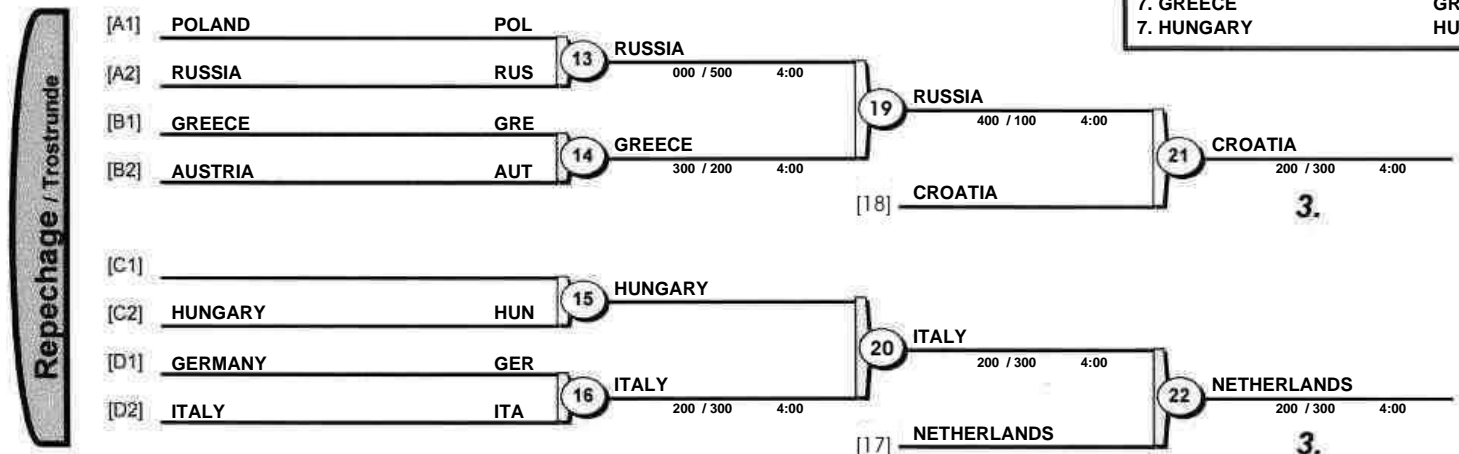 7. GREECE GR
7. HUNGARY HU
Repechage / Trostrunde
[A1] POLAND POL
13 RUSSIA
000 / 500 4:00
[A2] RUSSIA RUS
19 RUSSIA
400 / 100 4:00
[B1] GREECE GRE
14 GREECE
300 / 200 4:00
21 CROATIA
200 / 300 4:00
[B2] AUSTRIA AUT
[18] CROATIA
3.
[C1]
15 HUNGARY
[C2] HUNGARY HUN
20 ITALY
200 / 300 4:00
[D1] GERMANY GER
16 ITALY
200 / 300 4:00
22 NETHERLANDS
200 / 300 4:00
[D2] ITALY ITA
[17] NETHERLANDS
3.